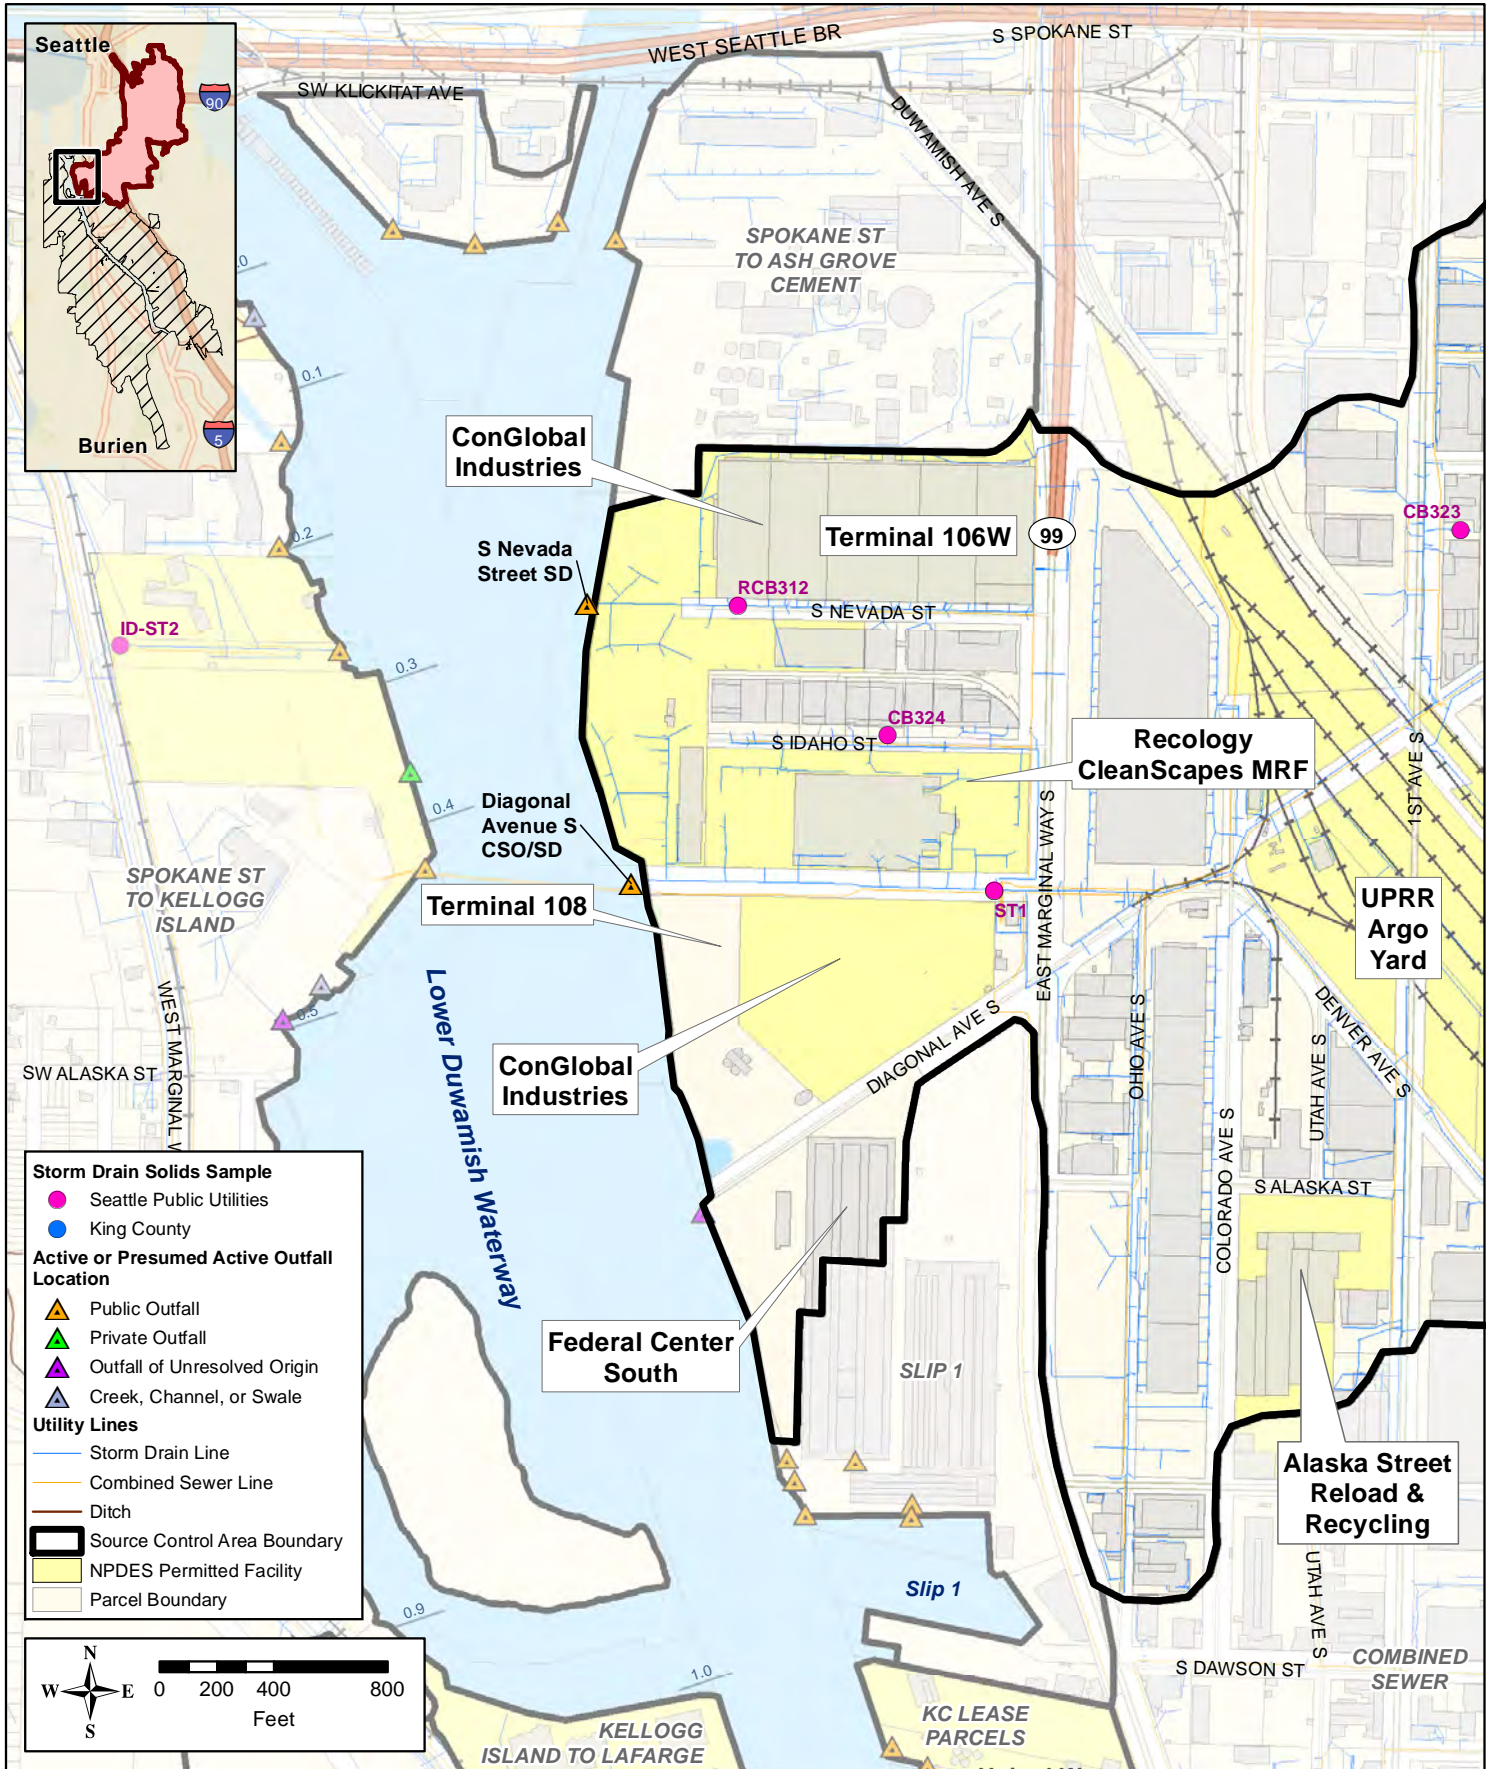 Seattle
90
5
Burien
WEST SEATTLE BR
S SPOKANE ST
SW KLICKITAT AVE
DUWAMISH AVE S
SPOKANE ST
TO ASH GROVE
CEMENT
0.1
ConGlobal
Industries
Terminal 106W
99
CB323
0.2
S Nevada
Street SD
RCB312
S NEVADA ST
ID-ST2
0.3
CB324
S IDAHO ST
Recology
CleanScapes MRF
1ST AVE S
0.4
Diagonal
Avenue S
CSO/SD
EAST MARGINAL WAY S
SPOKANE ST
TO KELLOGG
ISLAND
Terminal 108
ST1
UPRR
Argo
Yard
Lower Duwamish Waterway
WEST MARGINAL W
0.5
DENVER AVE S
OHIO AVE S
UTAH AVE S
DIAGONAL AVE S
SW ALASKA ST
ConGlobal
Industries
COLORADO AVE S
S ALASKA ST
Federal Center
South
SLIP 1
Alaska Street
Reload &
Recycling
UTAH AVE S
Slip 1
0.9
1.0
S DAWSON ST
COMBINED
SEWER
KC LEASE
PARCELS
KELLOGG
ISLAND TO LAFARGE
Storm Drain Solids Sample
Seattle Public Utilities
King County
Active or Presumed Active Outfall
Location
Public Outfall
Private Outfall
Outfall of Unresolved Origin
Creek, Channel, or Swale
Utility Lines
Storm Drain Line
Combined Sewer Line
Ditch
Source Control Area Boundary
NPDES Permitted Facility
Parcel Boundary
N
W E
S
0 200 400 800
Feet